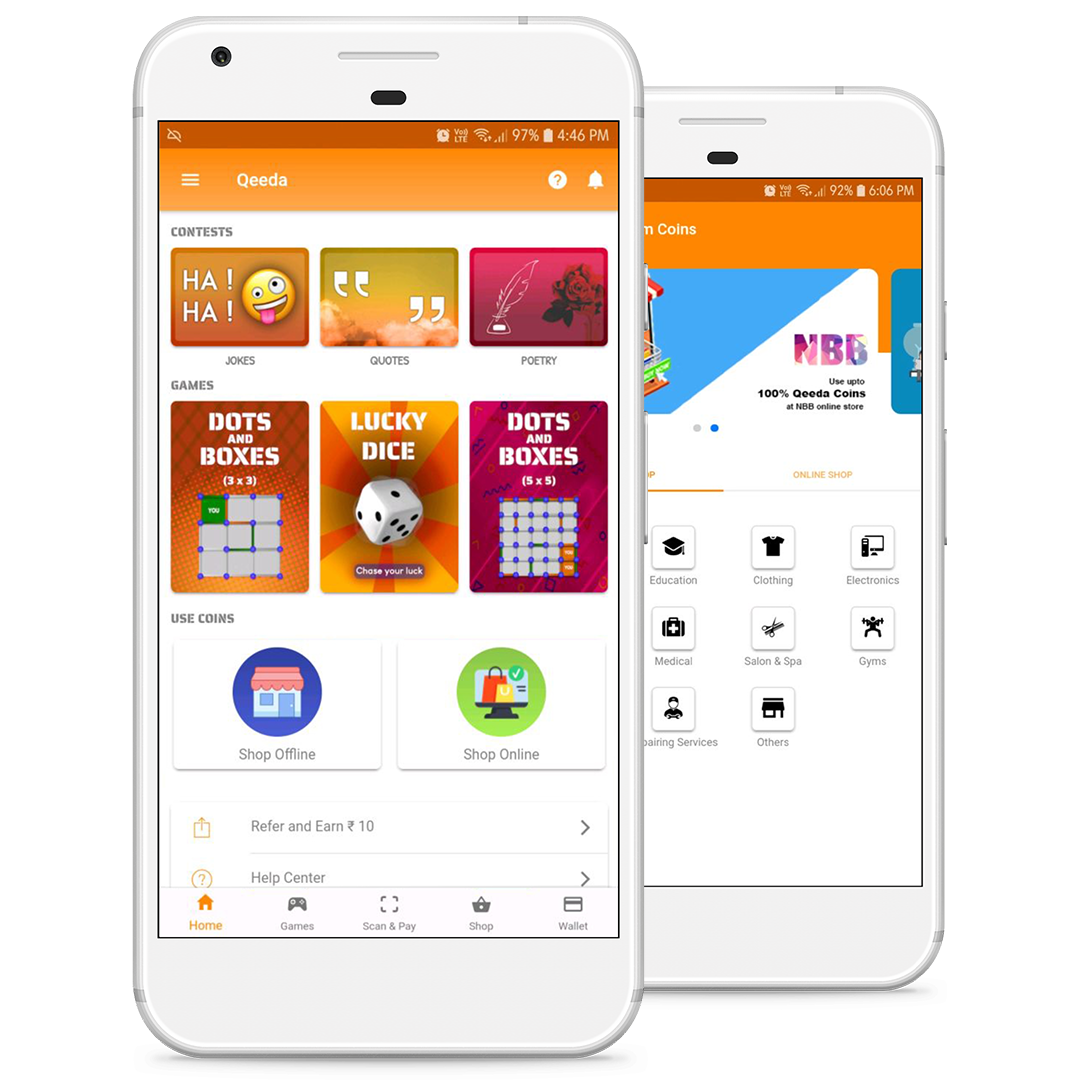 97% 4:46 PM
Qeeda
CONTESTS
HA !
HA !
JOKES
QUOTES
POETRY
GAMES
DOTS
AND
BOXES
(3 x 3)
YOU
LUCKY
DICE
Chase your luck
DOTS
AND
BOXES
(5 x 5)
YOU
YOU
USE COINS
Shop Offline
Shop Online
Refer and Earn ₹ 10
Help Center
Home
Games
Scan & Pay
Shop
Wallet
92% 6:06 PM
m Coins
NBB
Use upto
100% Qeeda Coins
at NBB online store
OP
ONLINE SHOP
Education
Clothing
Electronics
Medical
Salon & Spa
Gyms
pairing Services
Others